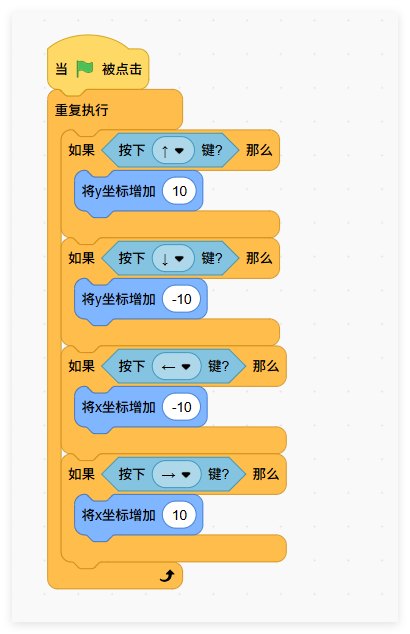 当 被点击
重复执行
如果 按下 ↑ 键? 那么
将y坐标增加 10
如果 按下 ↓ 键? 那么
将y坐标增加 -10
如果 按下 ← 键? 那么
将x坐标增加 -10
如果 按下 → 键? 那么
将x坐标增加 10